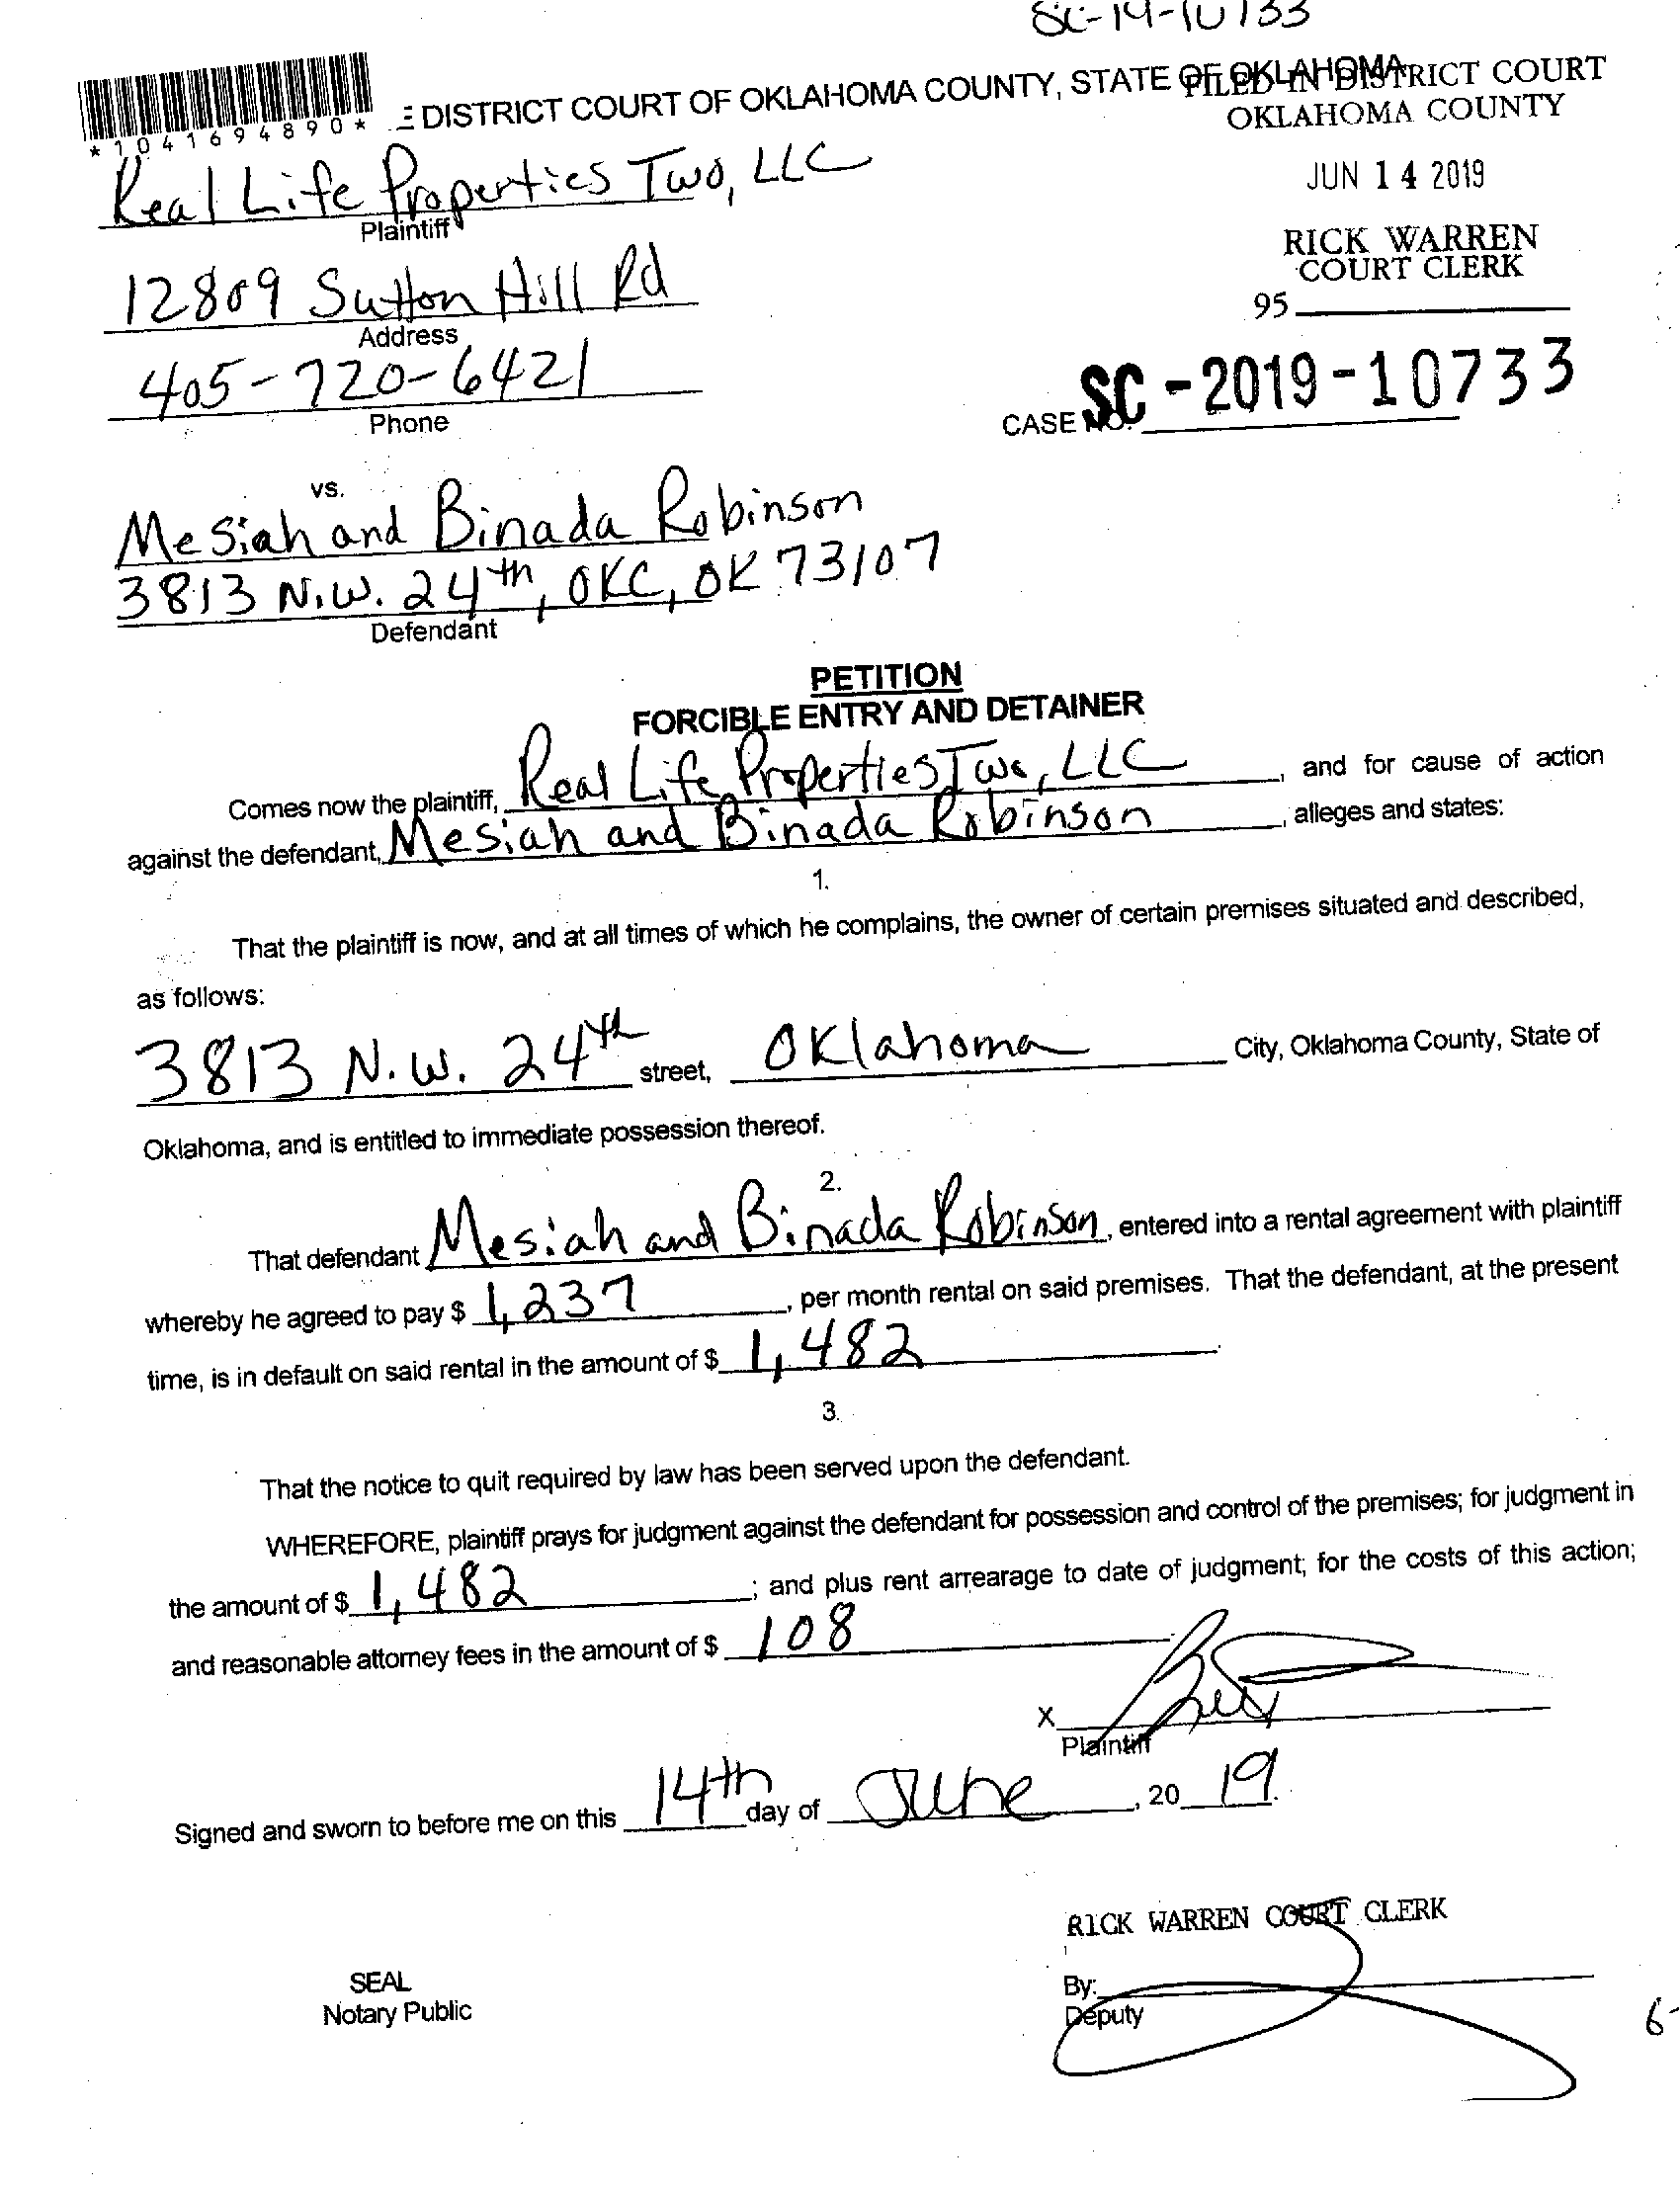 SC-19-10733
*1041694890*
E DISTRICT COURT OF OKLAHOMA COUNTY, STATE OF OKLAHOMA
FILED IN DISTRICT COURT
OKLAHOMA COUNTY
JUN 14 2019
RICK WARREN
COURT CLERK
95
Real Life Properties Two, LLC
Plaintiff
12809 Sutton Hill Rd
Address
405-720-6421
Phone
CASE NO. SC-2019-10733
vs.
Mesiah and Binada Robinson
3813 N.W. 24th, OKC, OK 73107
Defendant
PETITION
FORCIBLE ENTRY AND DETAINER
Comes now the plaintiff, Real Life Properties Two, LLC, and for cause of action
against the defendant, Mesiah and Binada Robinson, alleges and states:
1.
That the plaintiff is now, and at all times of which he complains, the owner of certain premises situated and described,
as follows:
3813 N.W. 24th street, Oklahoma City, Oklahoma County, State of
Oklahoma, and is entitled to immediate possession thereof.
2.
That defendant Mesiah and Binada Robinson, entered into a rental agreement with plaintiff
whereby he agreed to pay $ 1,237, per month rental on said premises. That the defendant, at the present
time, is in default on said rental in the amount of $ 1,482.
3.
That the notice to quit required by law has been served upon the defendant.
WHEREFORE, plaintiff prays for judgment against the defendant for possession and control of the premises; for judgment in
the amount of $ 1,482; and plus rent arrearage to date of judgment; for the costs of this action;
and reasonable attorney fees in the amount of $ 108
X
Plaintiff
Signed and sworn to before me on this 14th day of June, 20 19.
RICK WARREN COURT CLERK
SEAL
Notary Public
By:
Deputy
6-